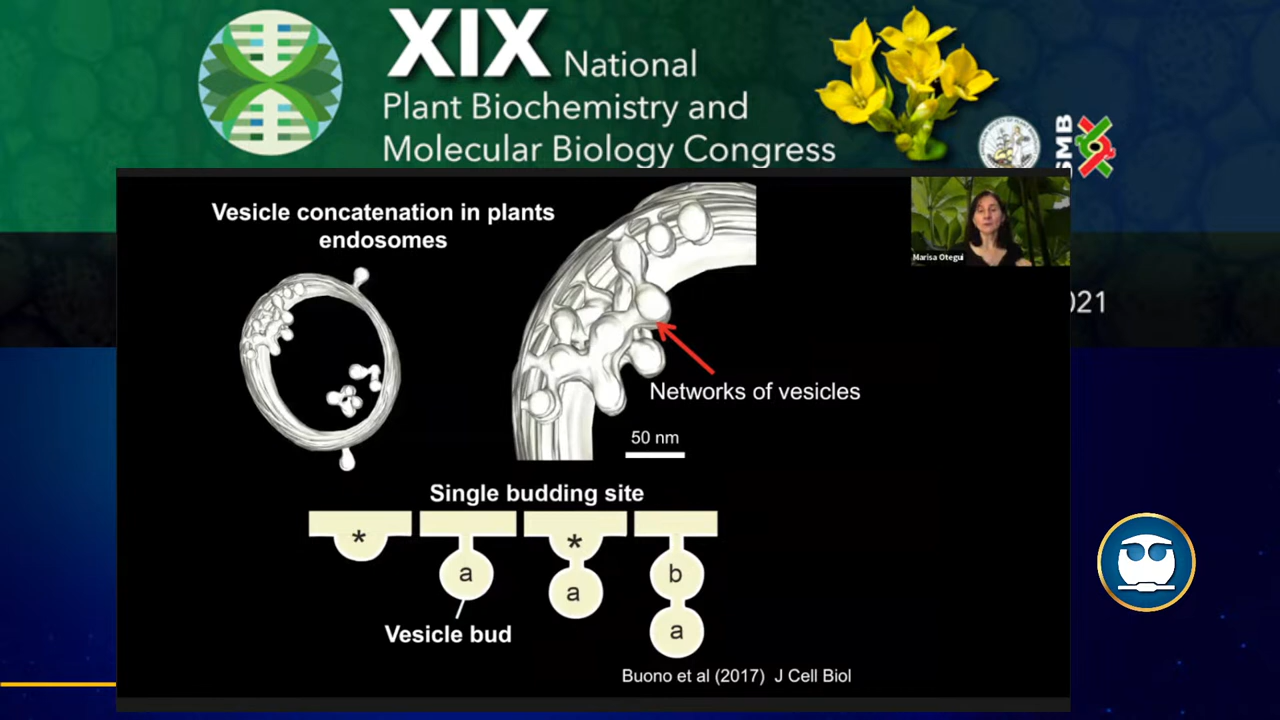 XIX National
Plant Biochemistry and
Molecular Biology Congress
SMB
Vesicle concatenation in plants
endosomes
Marisa Otegui
021
Networks of vesicles
50 nm
Single budding site
* a * b
a a
Vesicle bud
Buono et al (2017) J Cell Biol